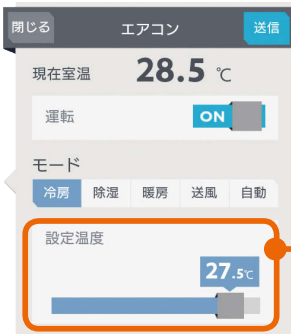 閉じる エアコン 送信
現在室温 28.5 ℃
運転 ON
モード
冷房 除湿 暖房 送風 自動
設定温度
27.5℃